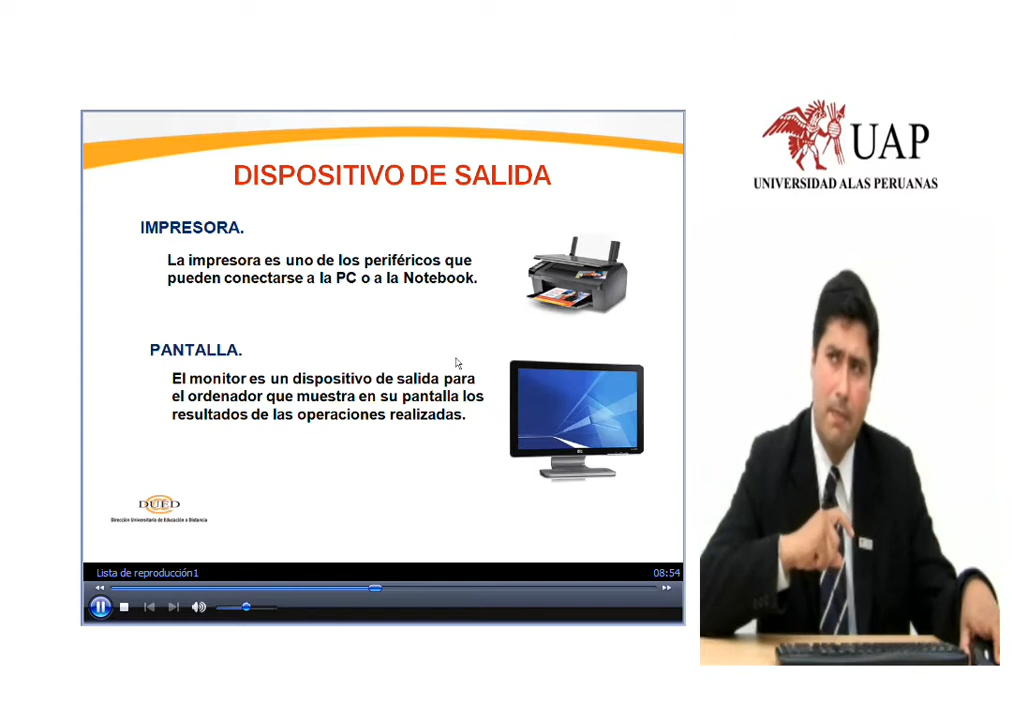 UAP
UNIVERSIDAD ALAS PERUANAS
DISPOSITIVO DE SALIDA
IMPRESORA.
La impresora es uno de los periféricos que
pueden conectarse a la PC o a la Notebook.
PANTALLA.
El monitor es un dispositivo de salida para
el ordenador que muestra en su pantalla los
resultados de las operaciones realizadas.
DUED
Dirección Universitaria de Educación a Distancia
Lista de reproducción1
08:54